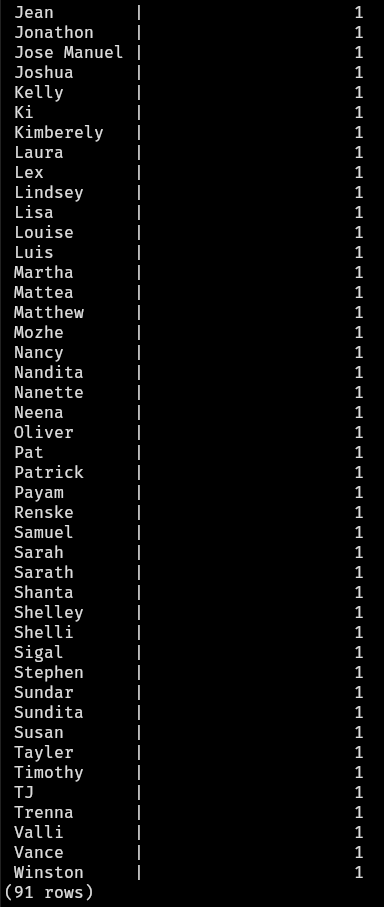 Jean        |                     1
Jonathon    |                     1
Jose Manuel |                     1
Joshua      |                     1
Kelly       |                     1
Ki          |                     1
Kimberely   |                     1
Laura       |                     1
Lex         |                     1
Lindsey     |                     1
Lisa        |                     1
Louise      |                     1
Luis        |                     1
Martha      |                     1
Mattea      |                     1
Matthew     |                     1
Mozhe       |                     1
Nancy       |                     1
Nandita     |                     1
Nanette     |                     1
Neena       |                     1
Oliver      |                     1
Pat         |                     1
Patrick     |                     1
Payam       |                     1
Renske      |                     1
Samuel      |                     1
Sarah       |                     1
Sarath      |                     1
Shanta      |                     1
Shelley     |                     1
Shelli      |                     1
Sigal       |                     1
Stephen     |                     1
Sundar      |                     1
Sundita     |                     1
Susan       |                     1
Tayler      |                     1
Timothy     |                     1
TJ          |                     1
Trenna      |                     1
Valli       |                     1
Vance       |                     1
Winston     |                     1
(91 rows)